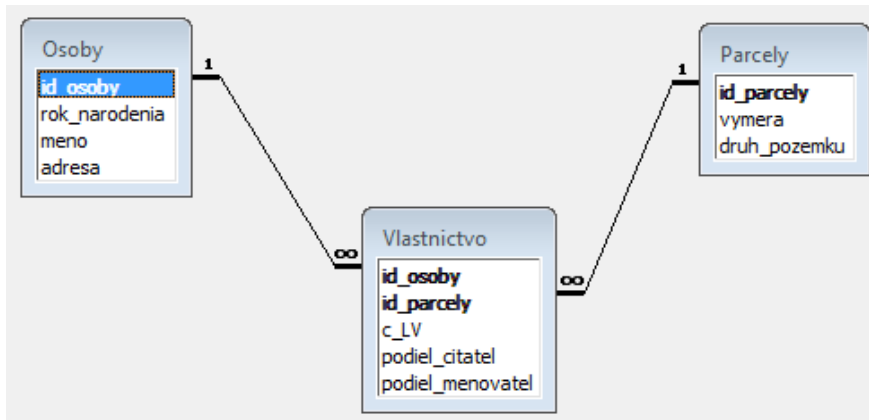 Osoby
id_osoby
rok_narodenia
meno
adresa
1
1
Parcely
id_parcely
vymera
druh_pozemku
∞
∞
Vlastnictvo
id_osoby
id_parcely
c_LV
podiel_citatel
podiel_menovatel